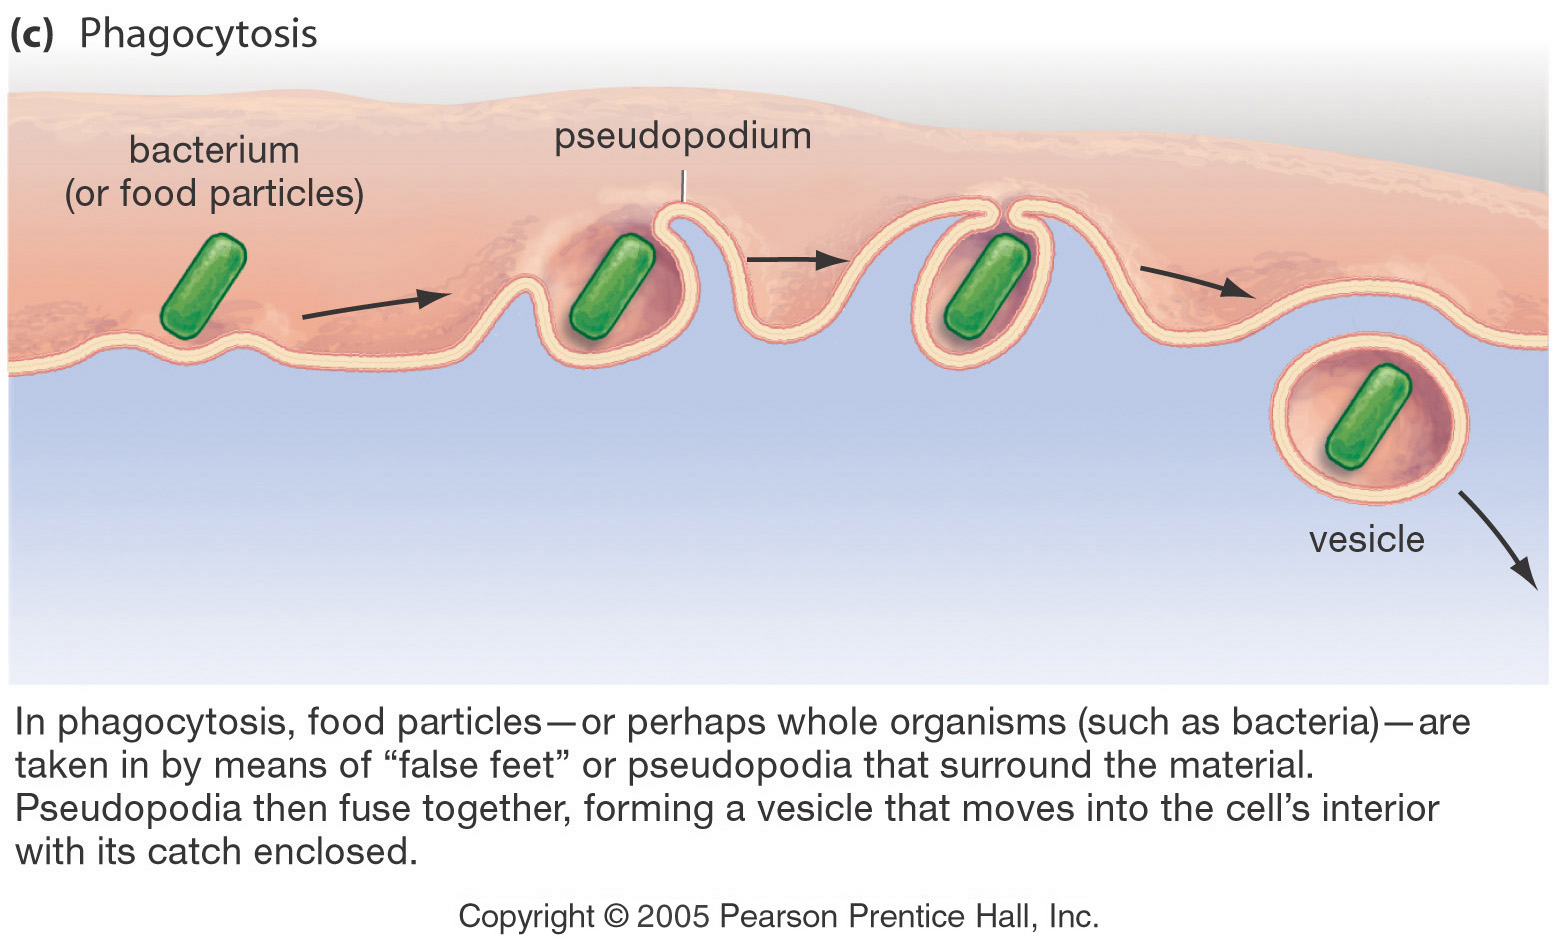 (c) Phagocytosis
bacterium
(or food particles)
pseudopodium
vesicle
In phagocytosis, food particles—or perhaps whole organisms (such as bacteria)—are
taken in by means of “false feet” or pseudopodia that surround the material.
Pseudopodia then fuse together, forming a vesicle that moves into the cell’s interior
with its catch enclosed.
Copyright © 2005 Pearson Prentice Hall, Inc.